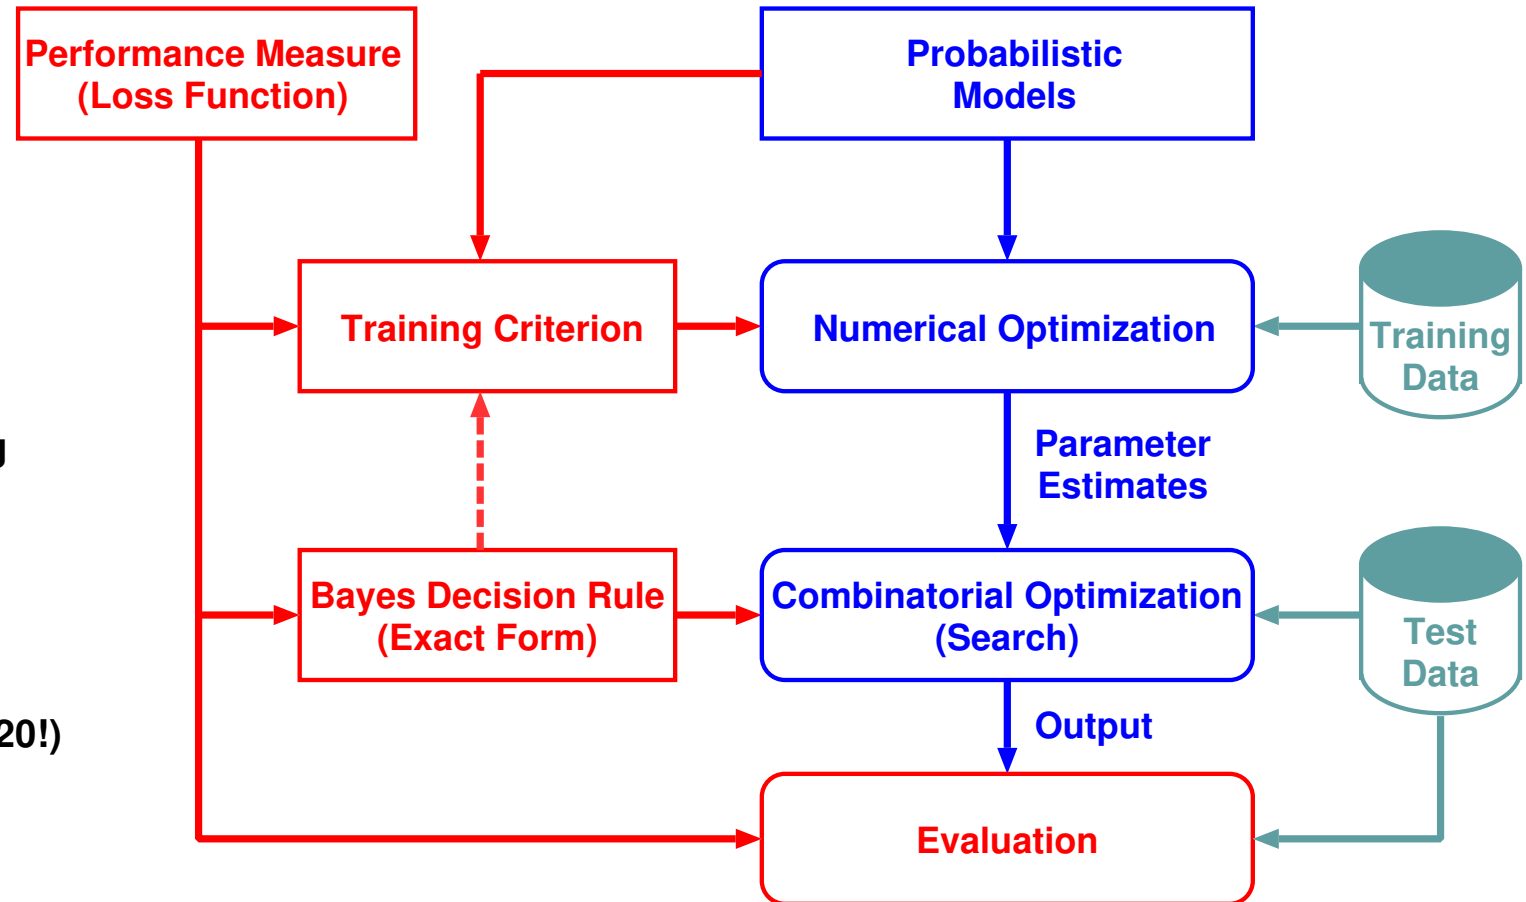 Performance Measure
(Loss Function)
Probabilistic
Models
Training Criterion
Numerical Optimization
Training
Data
g
Parameter
Estimates
Bayes Decision Rule
(Exact Form)
Combinatorial Optimization
(Search)
Test
Data
20!)
Output
Evaluation